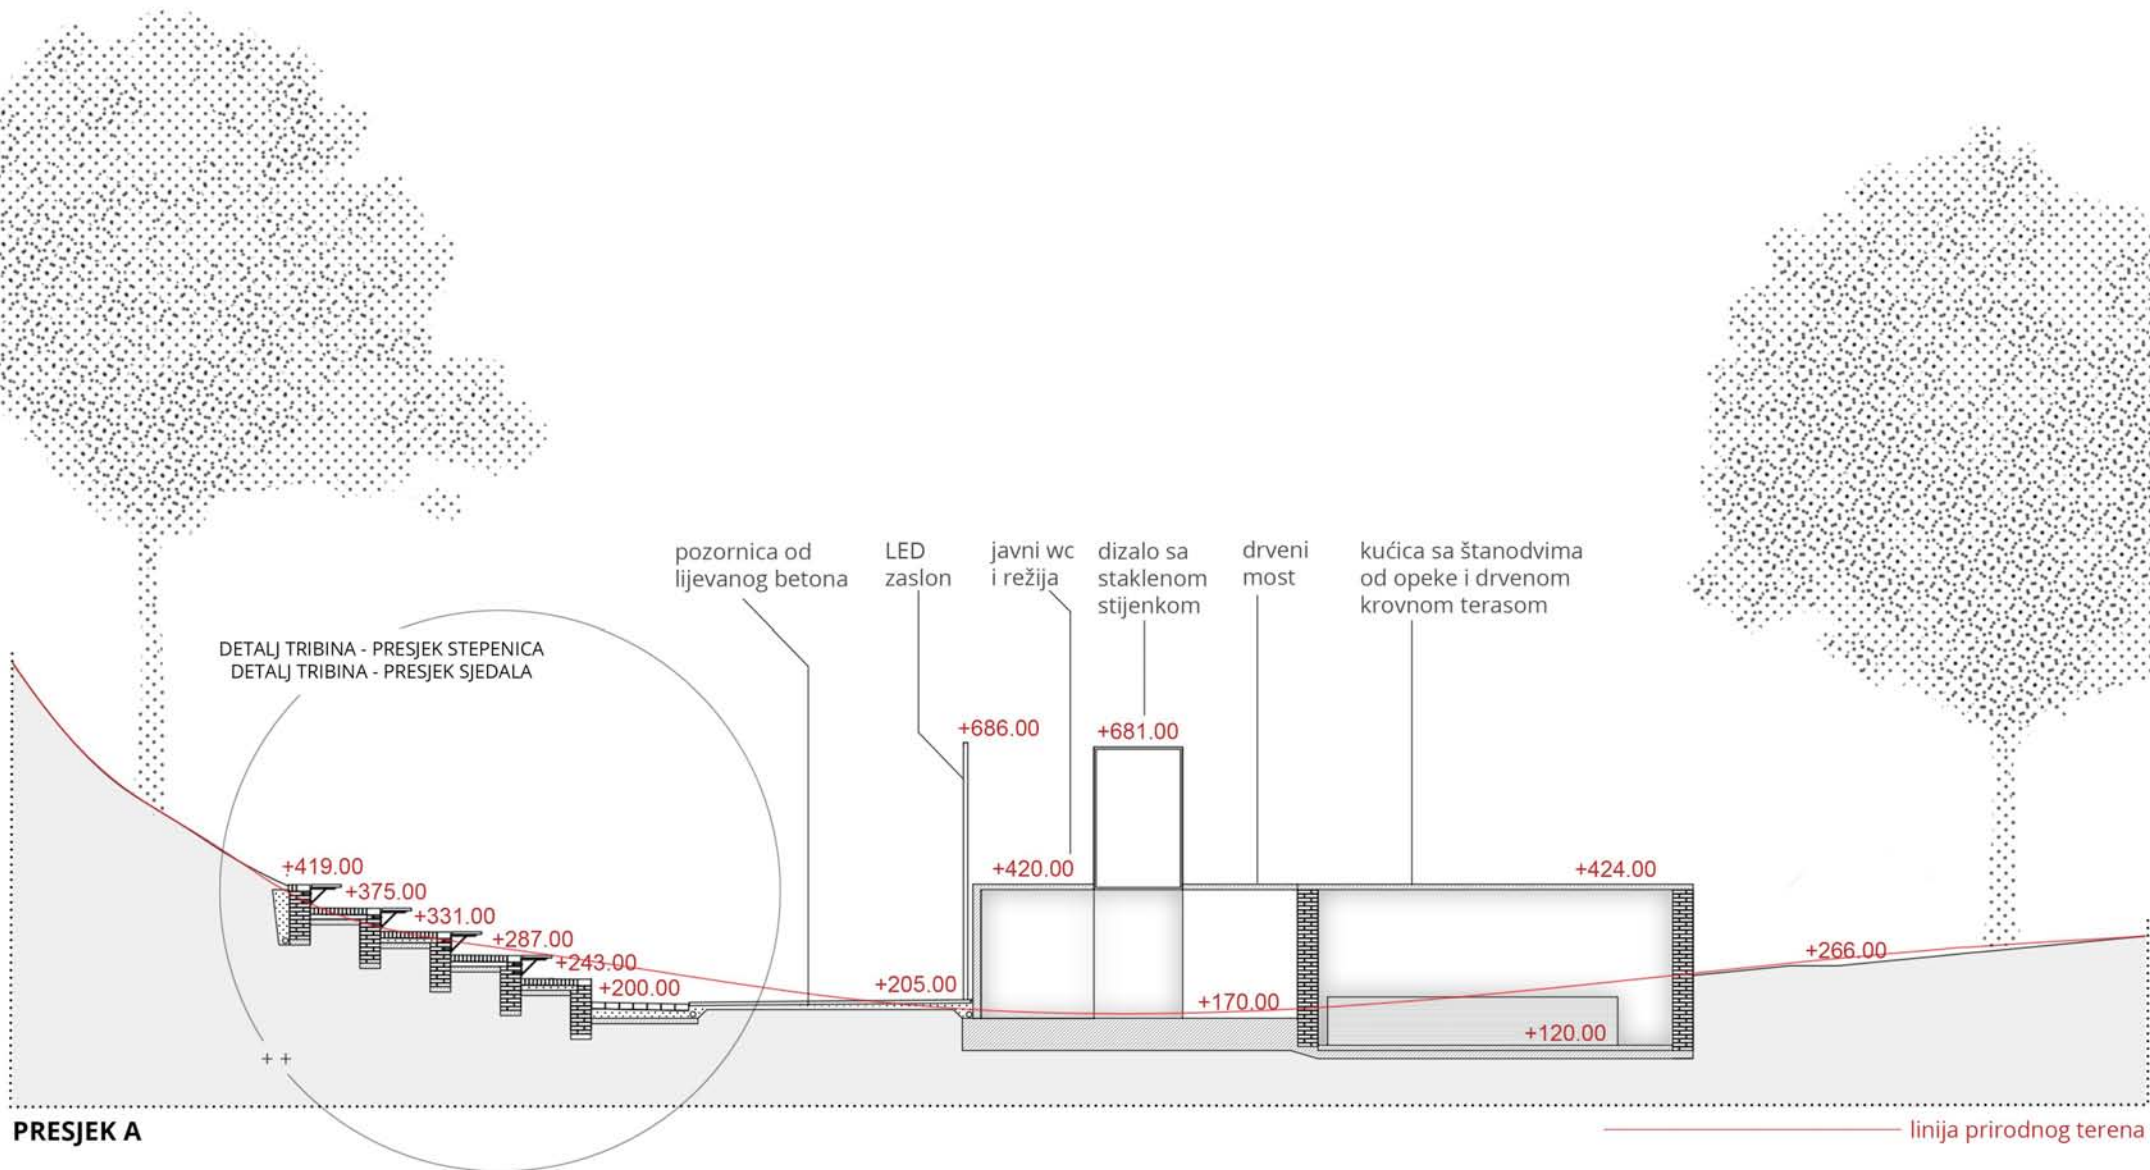 pozornica od
lijevanog betona
LED
zaslon
javni wc
i režija
dizalo sa
staklenom
stijenkom
drveni
most
kućica sa štanodvima
od opeke i drvenom
krovnom terasom
DETALJ TRIBINA - PRESJEK STEPENICA
DETALJ TRIBINA - PRESJEK SJEDALA
+686.00
+681.00
+419.00
+375.00
+331.00
+287.00
+243.00
+200.00
+205.00
+420.00
+424.00
+170.00
+120.00
+266.00
+ +
PRESJEK A
linija prirodnog terena